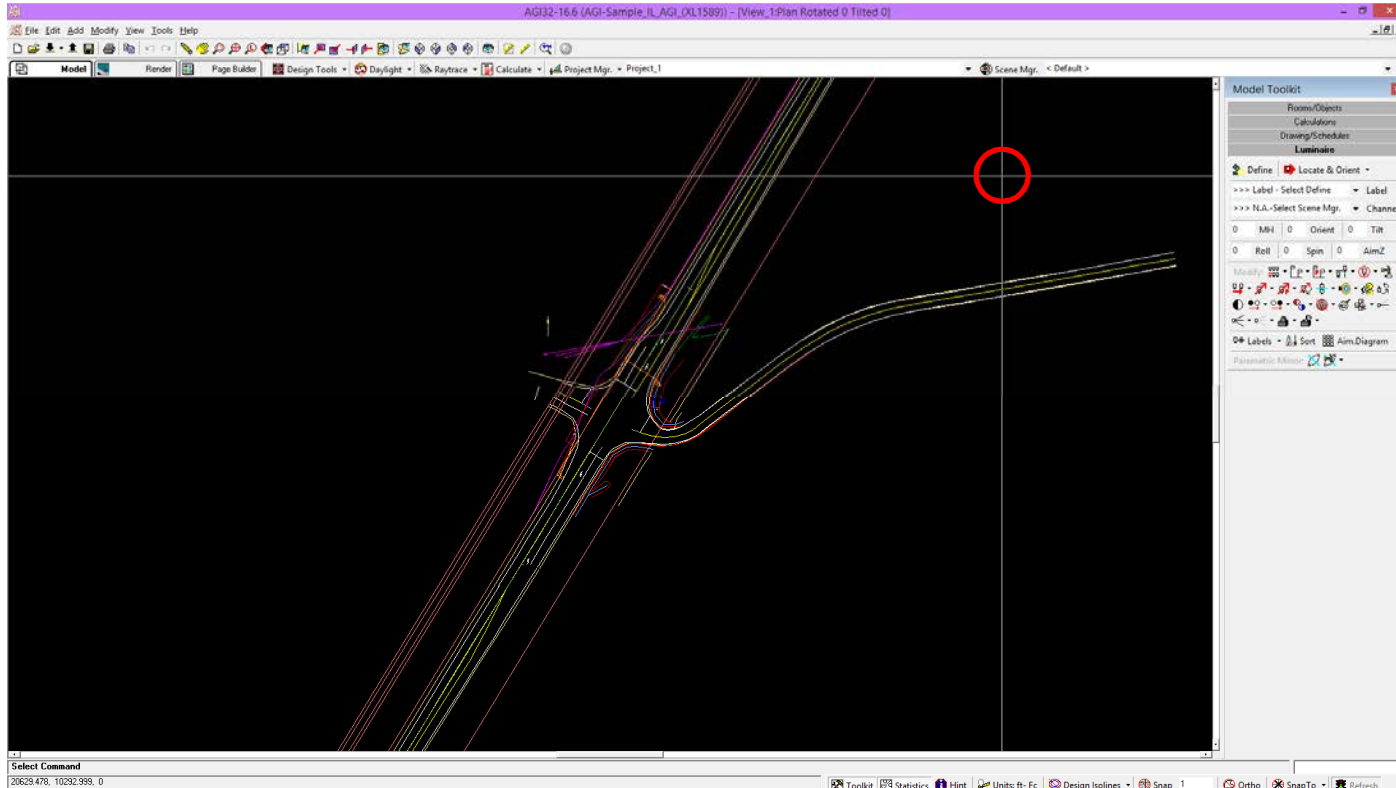 AGI32-16.6 (AGI-Sample_IL_AGI_(XL1589)) - [View_1:Plan Rotated 0 Tilted 0]
File Edit Add Modify View Tools Help
Model Render Page Builder Design Tools Daylight Raytrace Calculate Project Mgr. Project_1 Scene Mgr. < Default >
Model Toolkit
Rooms/Objects
Calculations
Drawing/Schedules
Luminaire
Define Locate & Orient
>>> Label - Select Define Label
>>> N.A.-Select Scene Mgr. Channe
0 MH 0 Orient 0 Tilt
0 Roll 0 Spin 0 AimZ
Modify:
Labels Sort Aim.Diagram
Parametric Mirror:
Select Command
20629.478, 10292.999, 0
Toolkit Statistics Hint Units: ft- Fc Design Isolines Snap 1 Ortho SnapTo Refresh